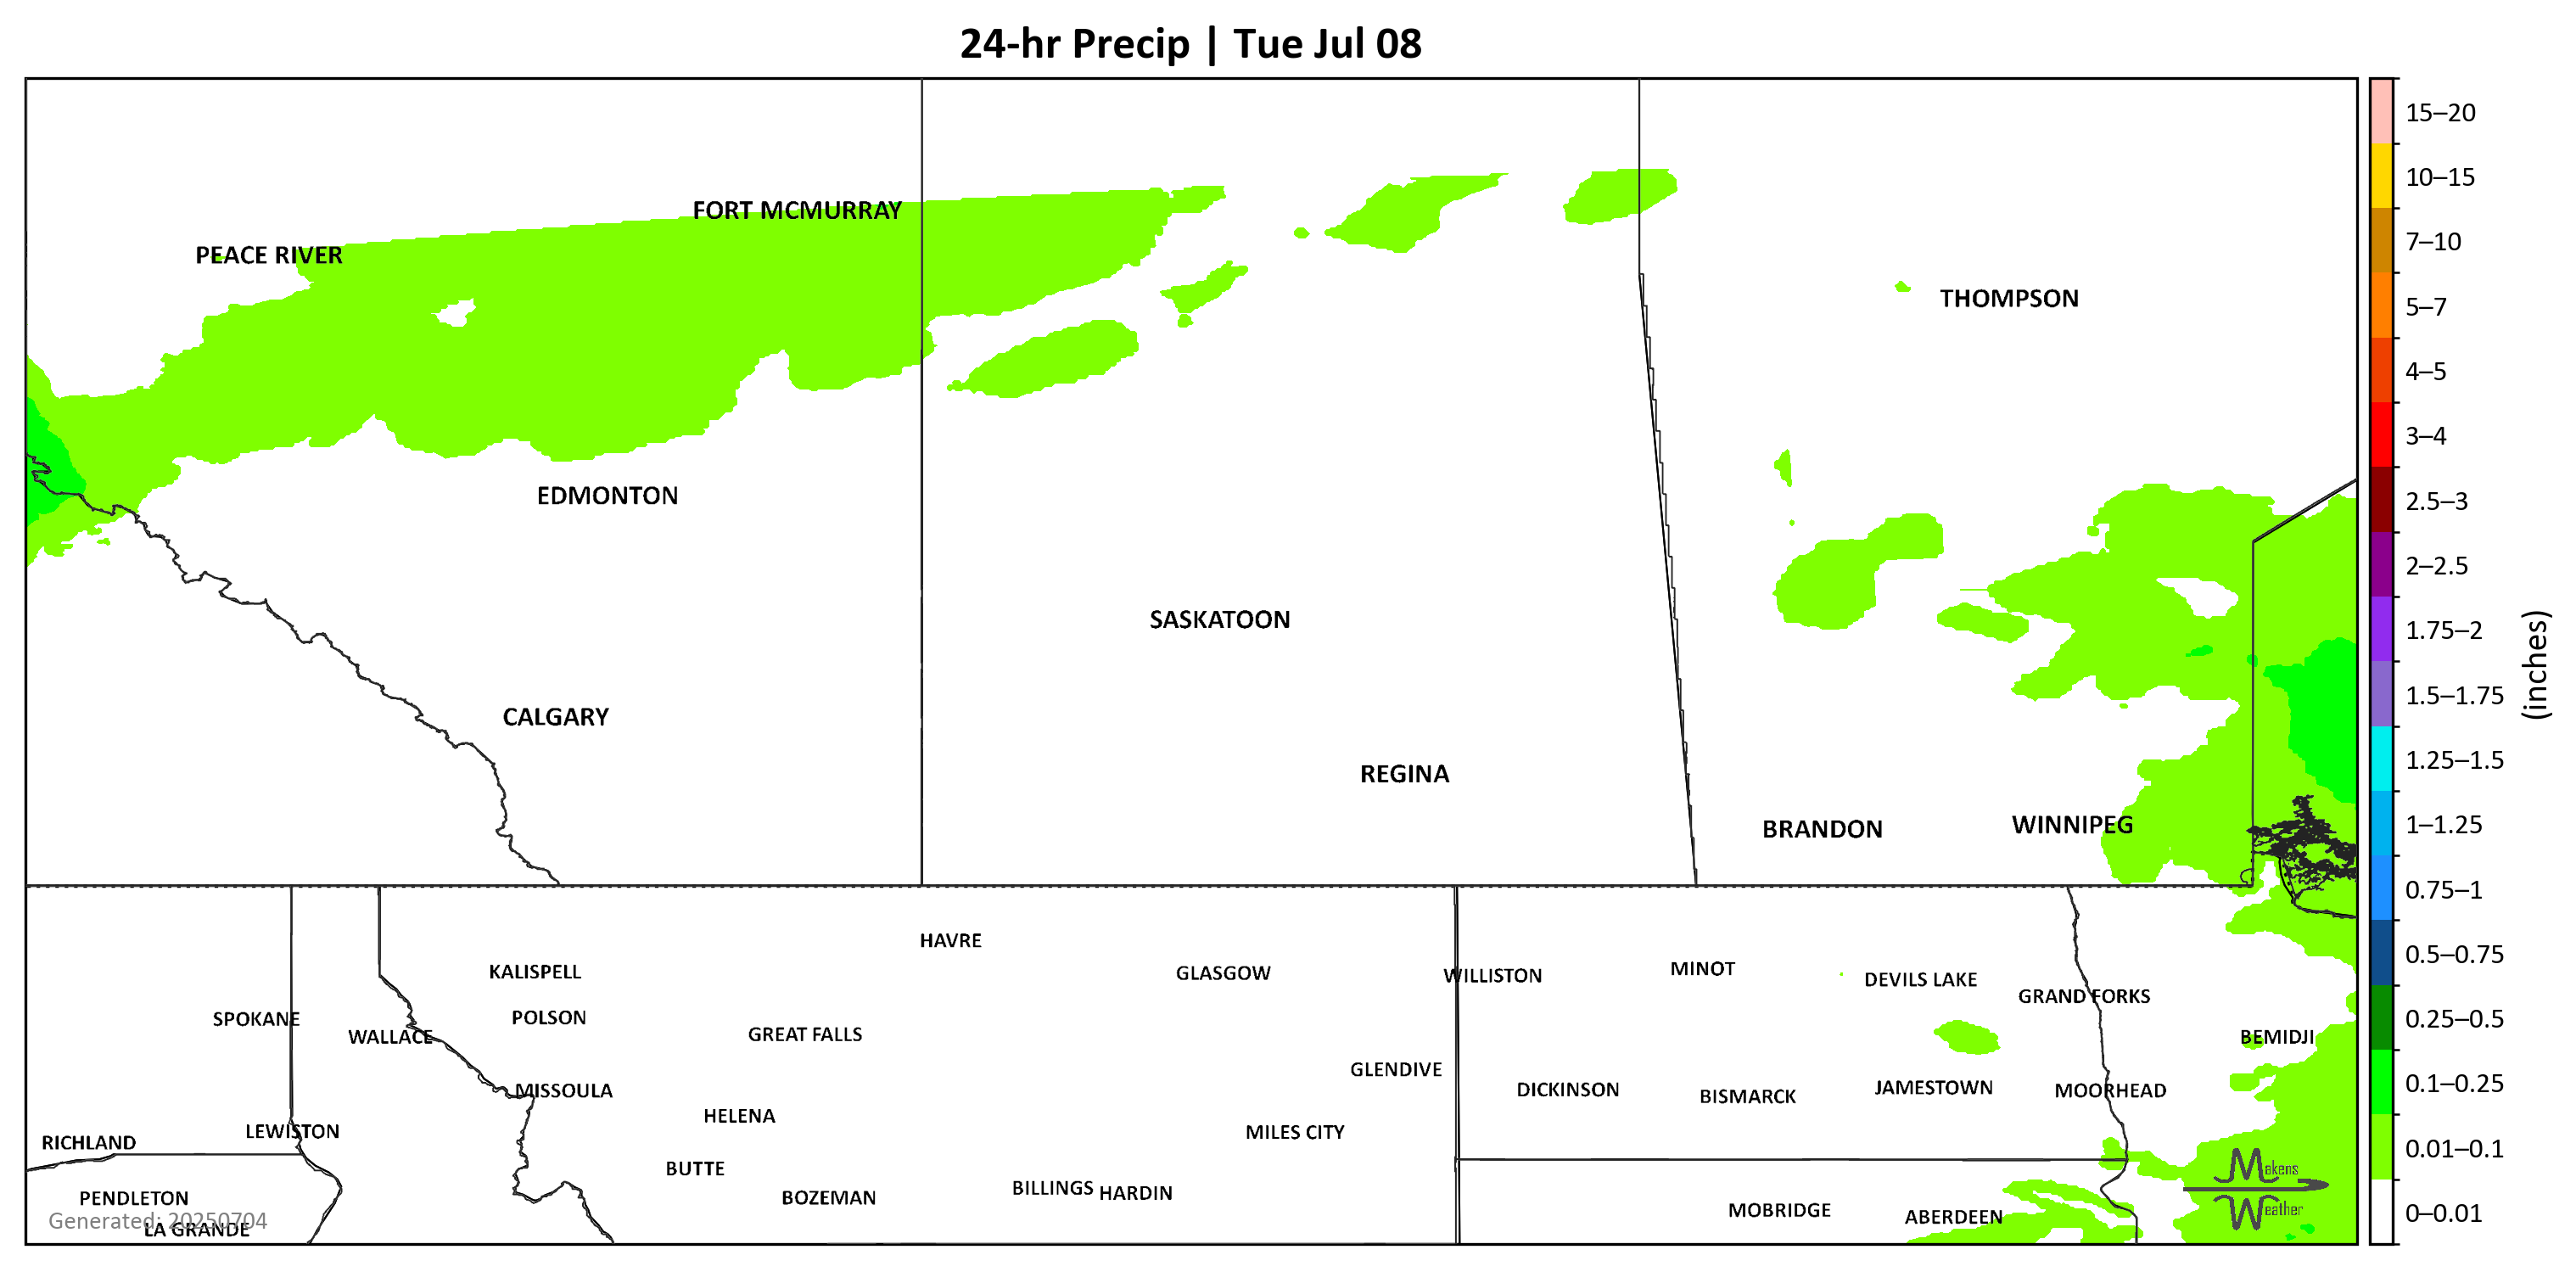 24-hr Precip | Tue Jul 08
FORT MCMURRAY
PEACE RIVER
THOMPSON
EDMONTON
SASKATOON
CALGARY
REGINA
BRANDON
WINNIPEG
HAVRE
KALISPELL
GLASGOW
WILLISTON
MINOT
DEVILS LAKE
GRAND FORKS
SPOKANE
POLSON
WALLACE
GREAT FALLS
BEMIDJI
GLENDIVE
MISSOULA
DICKINSON
BISMARCK
JAMESTOWN
MOORHEAD
HELENA
LEWISTON
MILES CITY
RICHLAND
BUTTE
BILLINGS
HARDIN
PENDLETON
BOZEMAN
MOBRIDGE
ABERDEEN
Generated: 20250704
LA GRANDE
Makens
Weather
15–20
10–15
7–10
5–7
4–5
3–4
2.5–3
2–2.5
1.75–2
1.5–1.75
1.25–1.5
1–1.25
0.75–1
0.5–0.75
0.25–0.5
0.1–0.25
0.01–0.1
0–0.01
(inches)